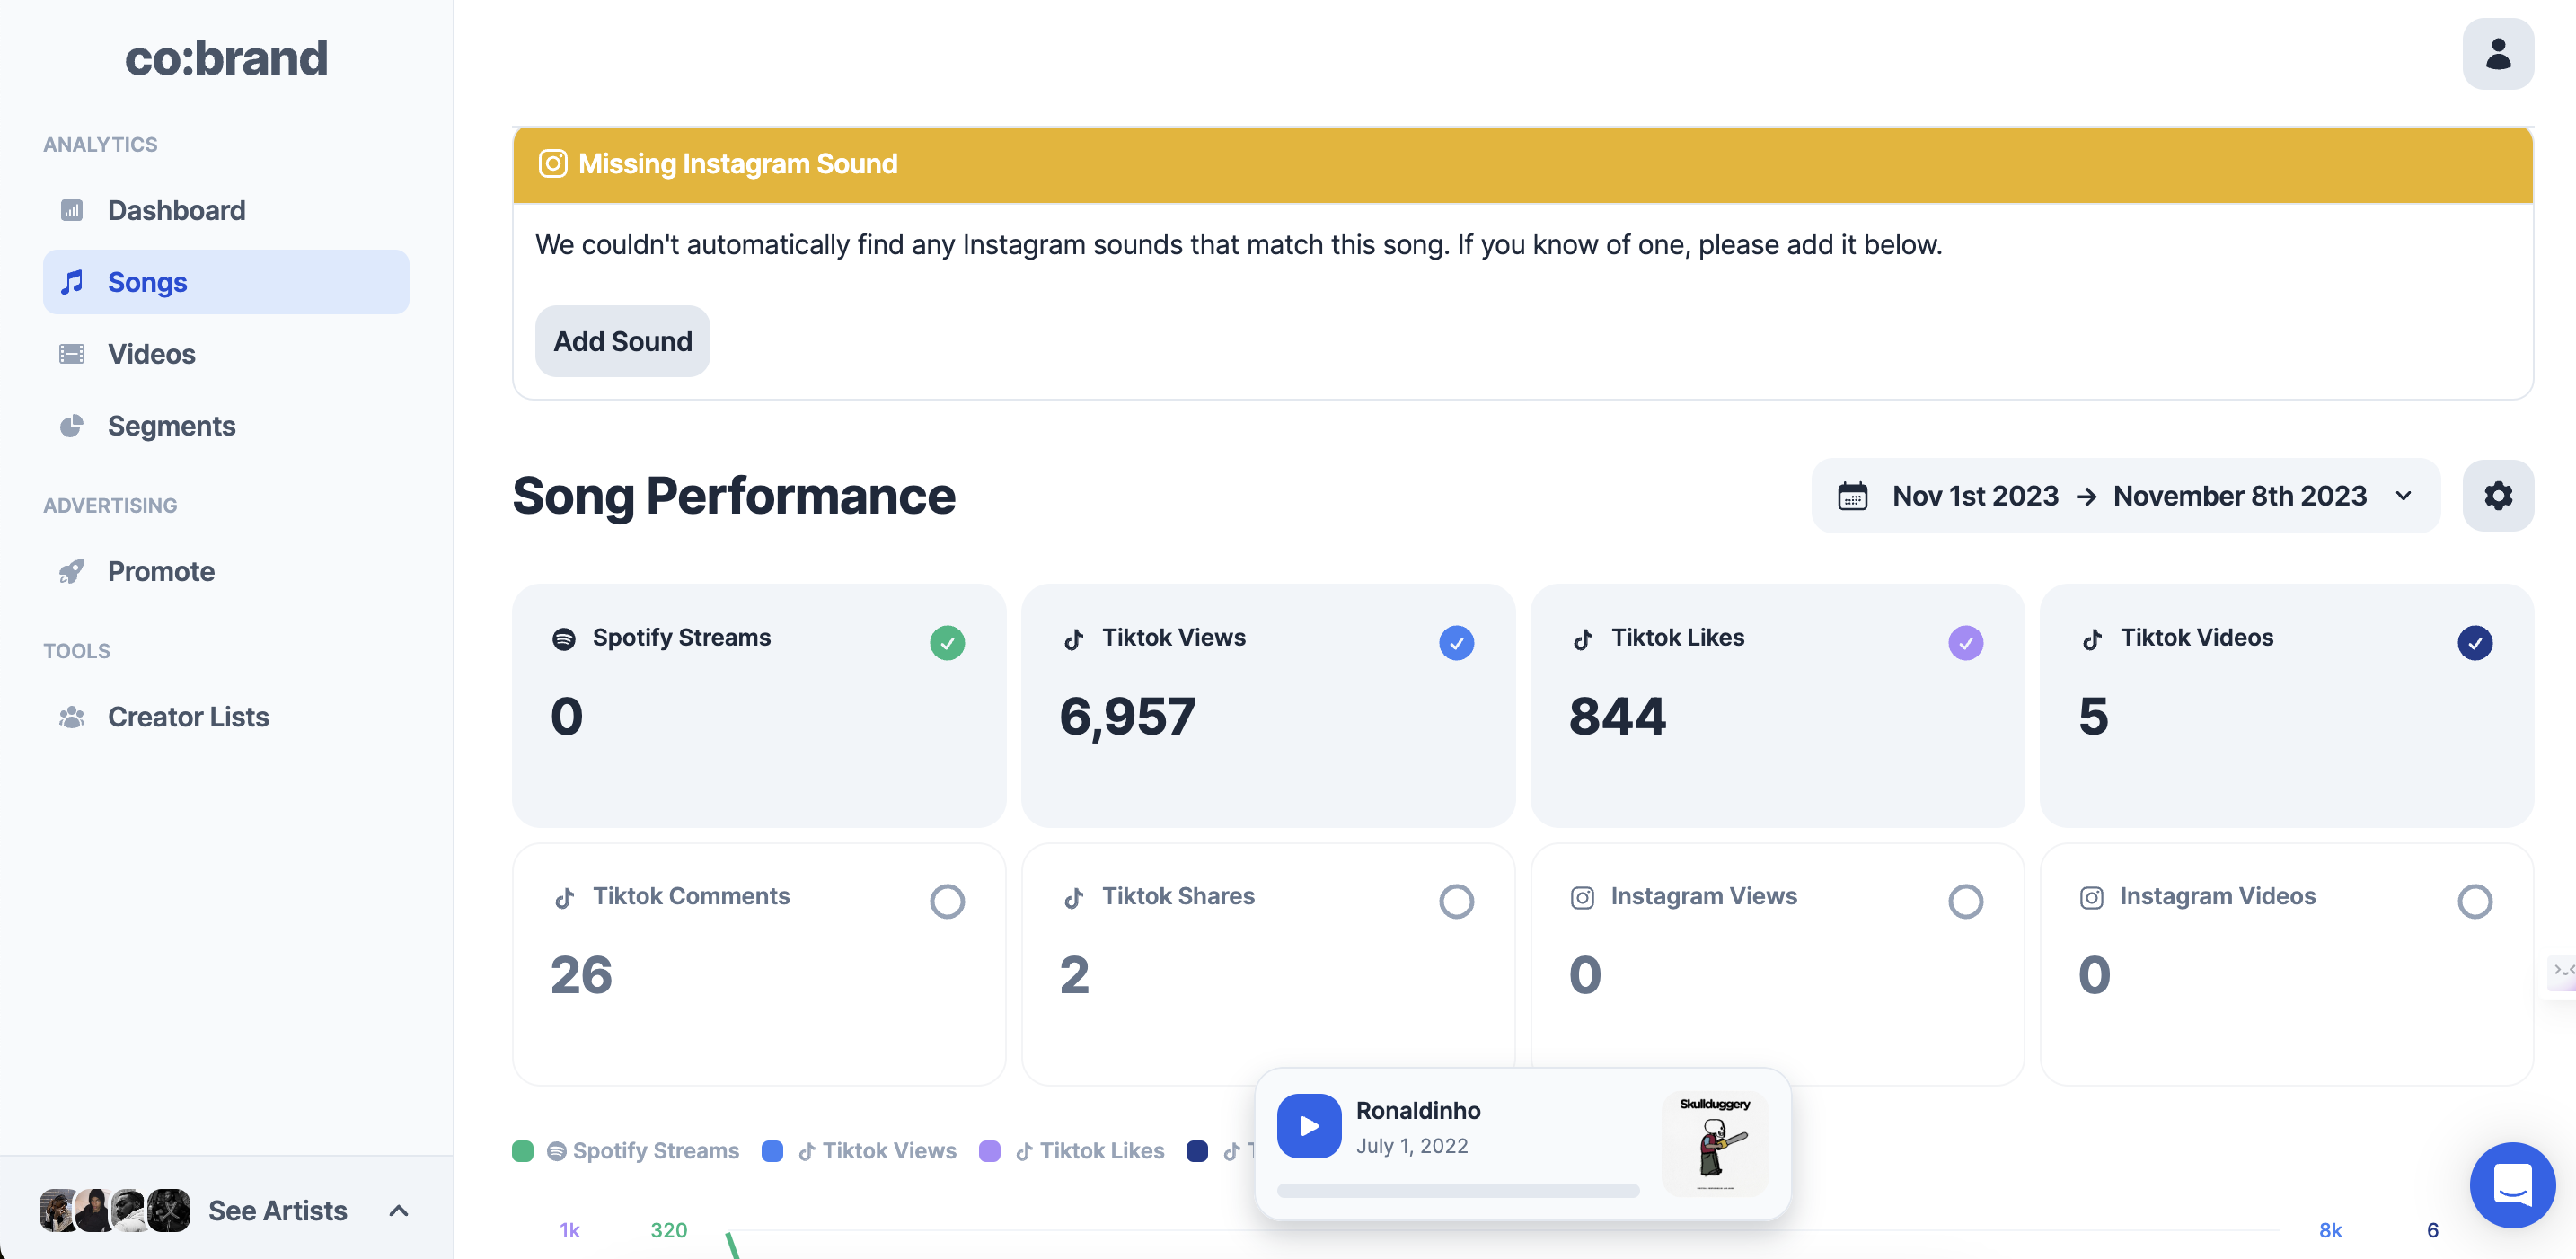 co:brand
ANALYTICS
Dashboard
Songs
Videos
Segments
ADVERTISING
Promote
TOOLS
Creator Lists
See Artists
Missing Instagram Sound
We couldn't automatically find any Instagram sounds that match this song. If you know of one, please add it below.
Add Sound
Song Performance
Nov 1st 2023 → November 8th 2023
Spotify Streams
0
Tiktok Views
6,957
Tiktok Likes
844
Tiktok Videos
5
Tiktok Comments
26
Tiktok Shares
2
Instagram Views
0
Instagram Videos
0
Spotify Streams Tiktok Views Tiktok Likes
Ronaldinho
July 1, 2022
Skullduggery
1k 320 8k 6